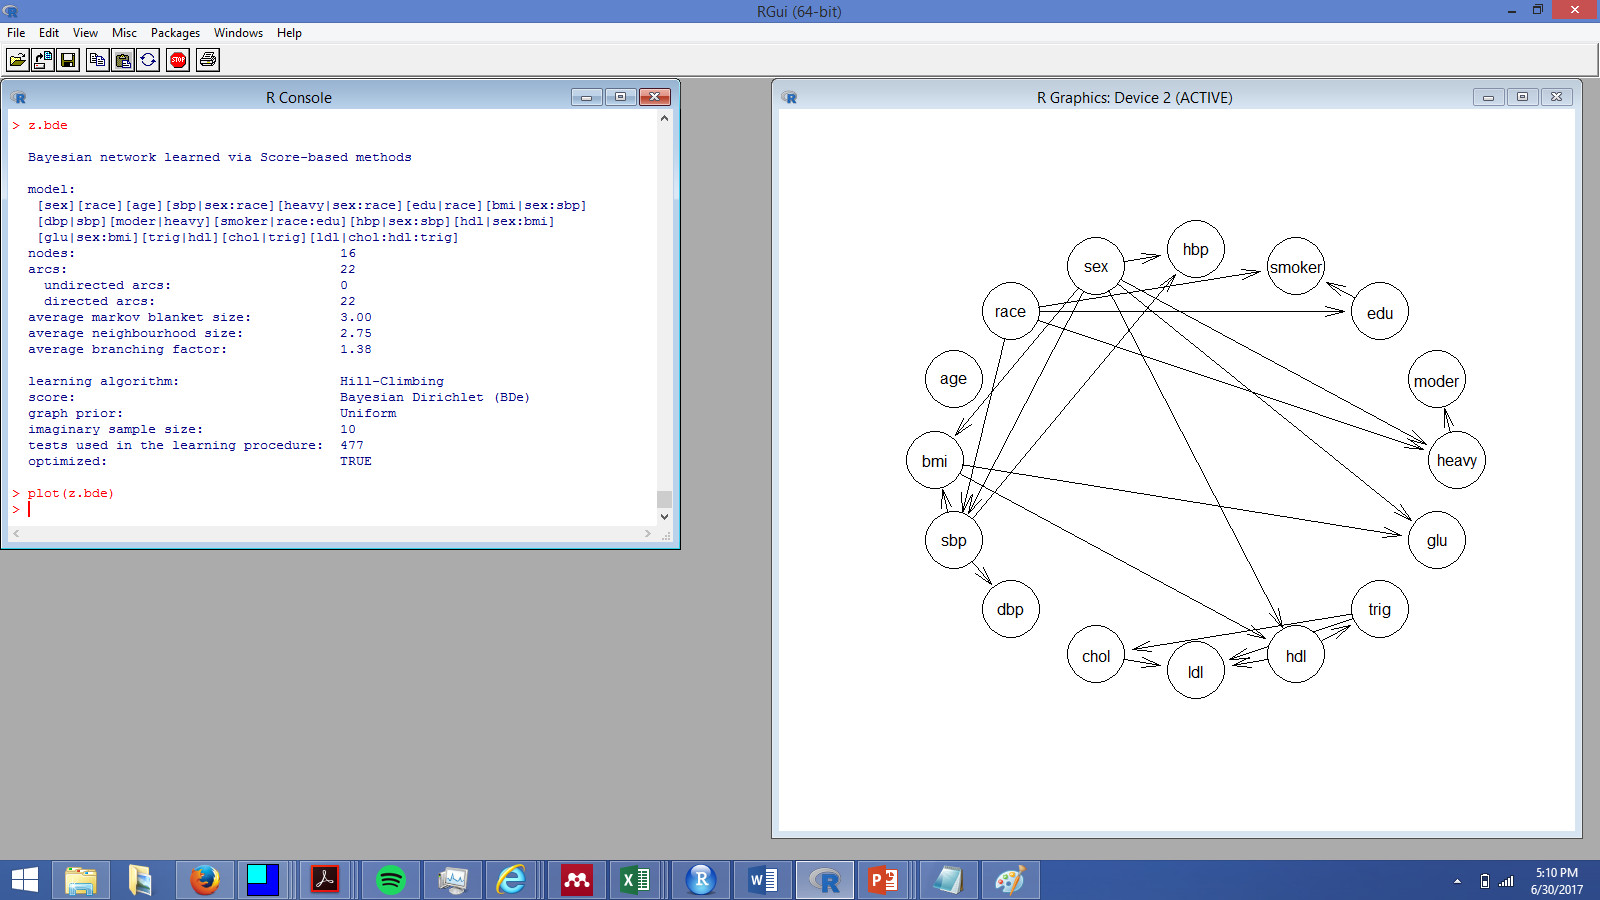 RGui (64-bit)
File Edit View Misc Packages Windows Help
STOP
R Console
> z.bde
Bayesian network learned via Score-based methods
model:
[sex][race][age][sbp|sex:race][heavy|sex:race][edu|race][bmi|sex:sbp]
[dbp|sbp][moder|heavy][smoker|race:edu][hbp|sex:sbp][hdl|sex:bmi]
[glu|sex:bmi][trig|hdl][chol|trig][ldl|chol:hdl:trig]
nodes: 16
arcs: 22
undirected arcs: 0
directed arcs: 22
average markov blanket size: 3.00
average neighbourhood size: 2.75
average branching factor: 1.38
learning algorithm: Hill-Climbing
score: Bayesian Dirichlet (BDe)
graph prior: Uniform
imaginary sample size: 10
tests used in the learning procedure: 477
optimized: TRUE
> plot(z.bde)
>
R Graphics: Device 2 (ACTIVE)
hbp
sex
smoker
race
edu
age
moder
bmi
heavy
sbp
glu
dbp
trig
chol
ldl
hdl
5:10 PM
6/30/2017